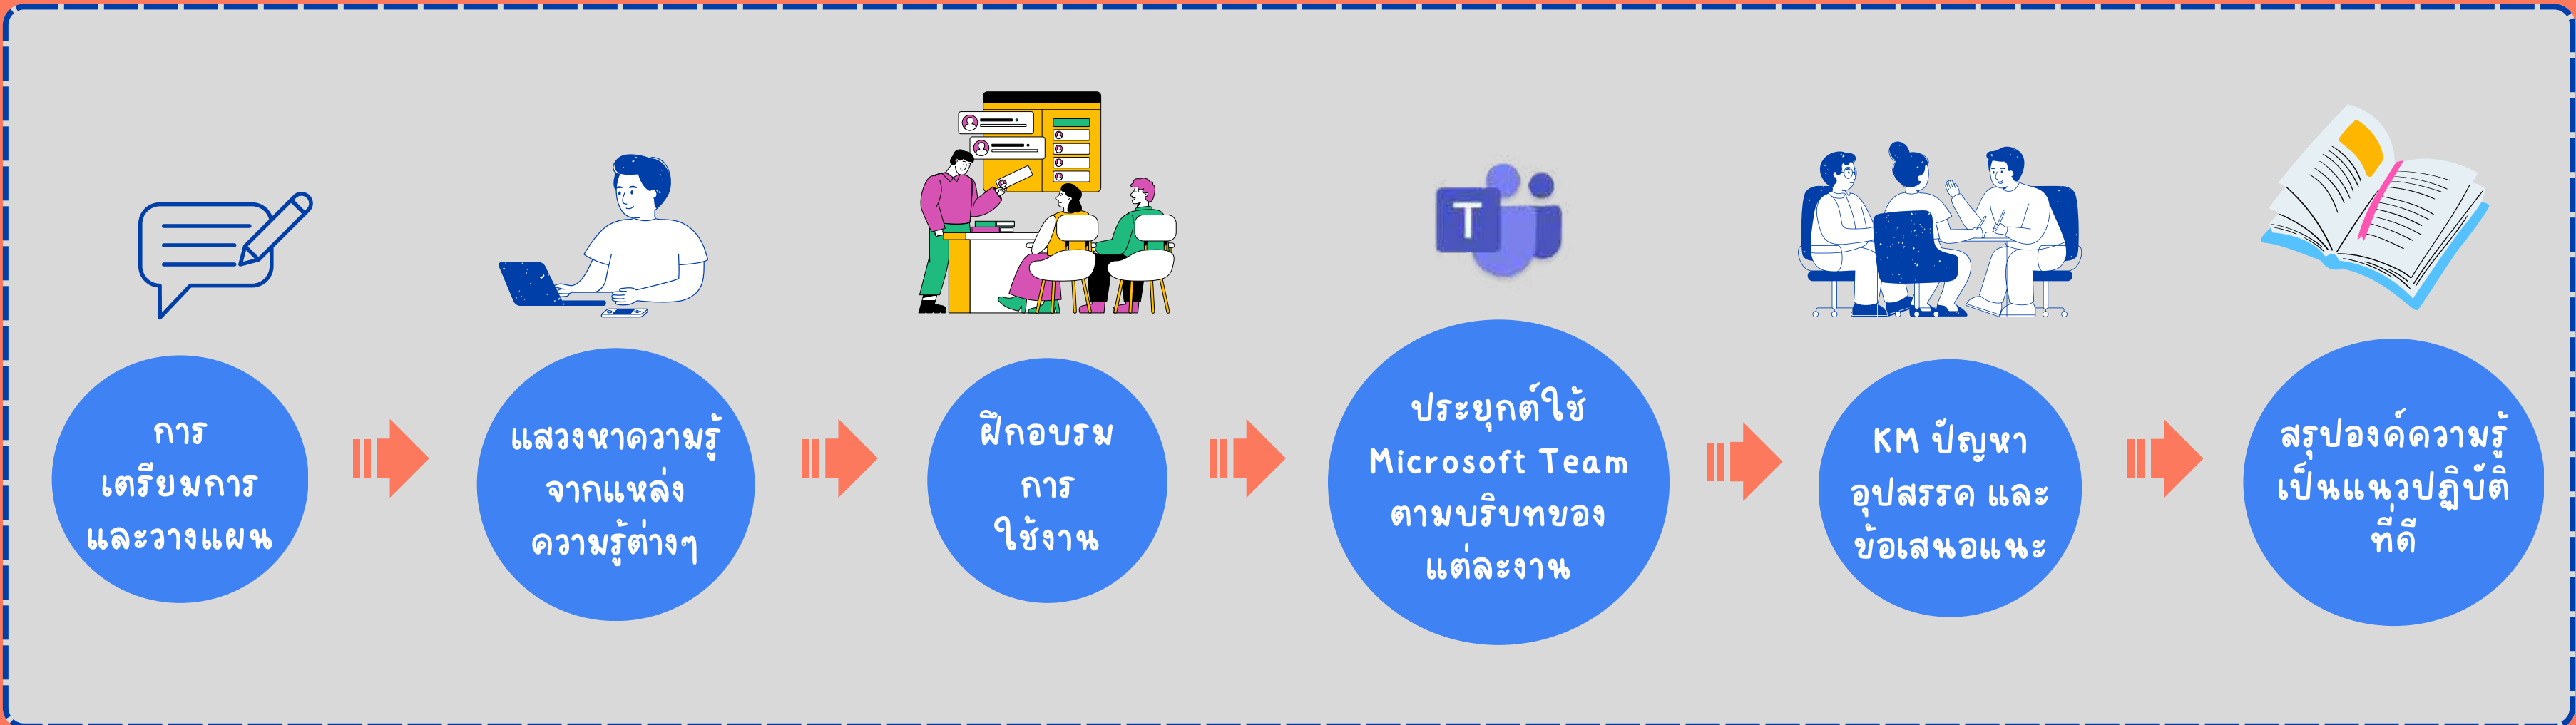 การ
เตรียมการ
และวางแผน
แสวงหาความรู้
จากแหล่ง
ความรู้ต่างๆ
ฝึกอบรม
การ
ใช้งาน
T
ประยุกต์ใช้
Microsoft Team
ตามบริบทของ
แต่ละงาน
KM ปัญหา
อุปสรรค และ
ข้อเสนอแนะ
สรุปองค์ความรู้
เป็นแนวปฏิบัติ
ที่ดี